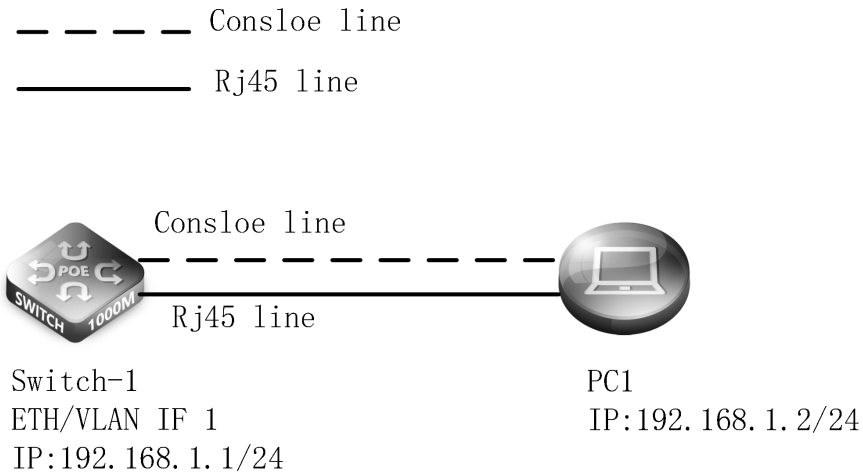 Consloe line
Rj45 line
Consloe line
POE
SWITCH 1000M
Rj45 line
Switch-1
ETH/VLAN IF 1
IP:192.168.1.1/24
PC1
IP:192.168.1.2/24